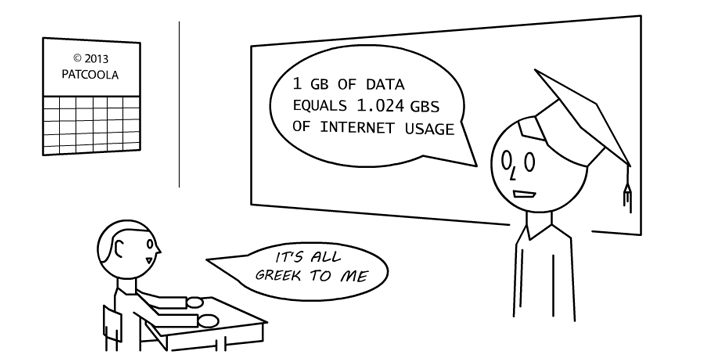 © 2013
PATCOOLA
1 GB OF DATA
EQUALS 1.024 GBS
OF INTERNET USAGE
IT'S ALL
GREEK TO ME